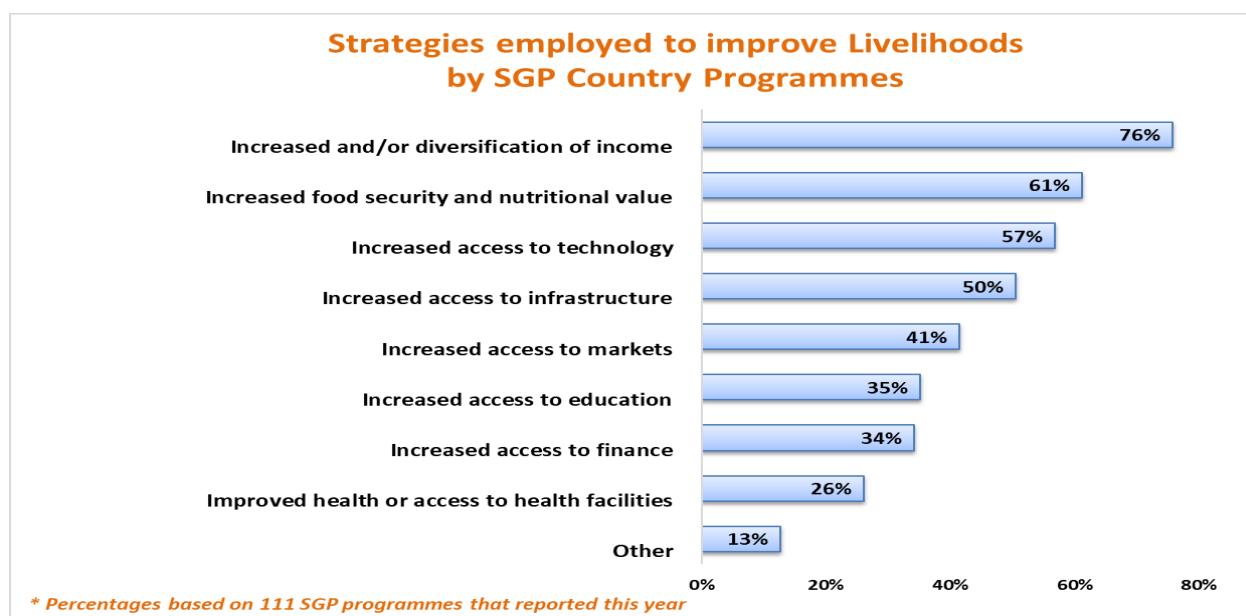 Strategies employed to improve Livelihoods
by SGP Country Programmes
Increased and/or diversification of income 76%
Increased food security and nutritional value 61%
Increased access to technology 57%
Increased access to infrastructure 50%
Increased access to markets 41%
Increased access to education 35%
Increased access to finance 34%
Improved health or access to health facilities 26%
Other 13%
0% 20% 40% 60% 80%
* Percentages based on 111 SGP programmes that reported this year